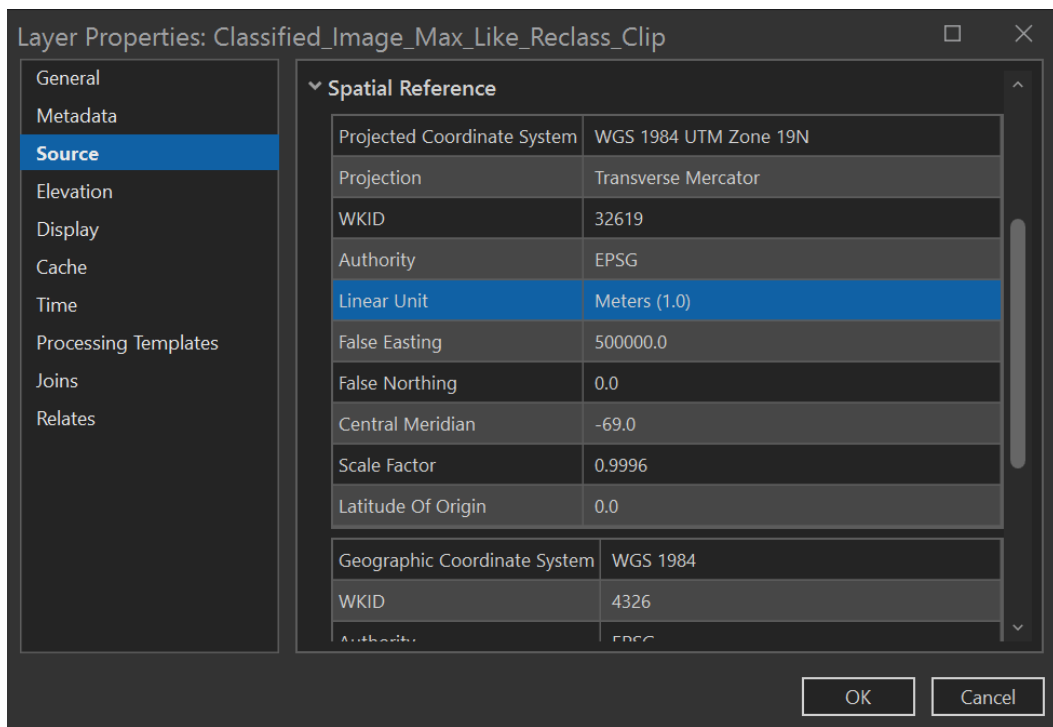 Layer Properties: Classified_Image_Max_Like_Reclass_Clip
General
Metadata
Source
Elevation
Display
Cache
Time
Processing Templates
Joins
Relates
Spatial Reference
Projected Coordinate System WGS 1984 UTM Zone 19N
Projection Transverse Mercator
WKID 32619
Authority EPSG
Linear Unit Meters (1.0)
False Easting 500000.0
False Northing 0.0
Central Meridian -69.0
Scale Factor 0.9996
Latitude Of Origin 0.0
Geographic Coordinate System WGS 1984
WKID 4326
Authority EPSG
OK Cancel